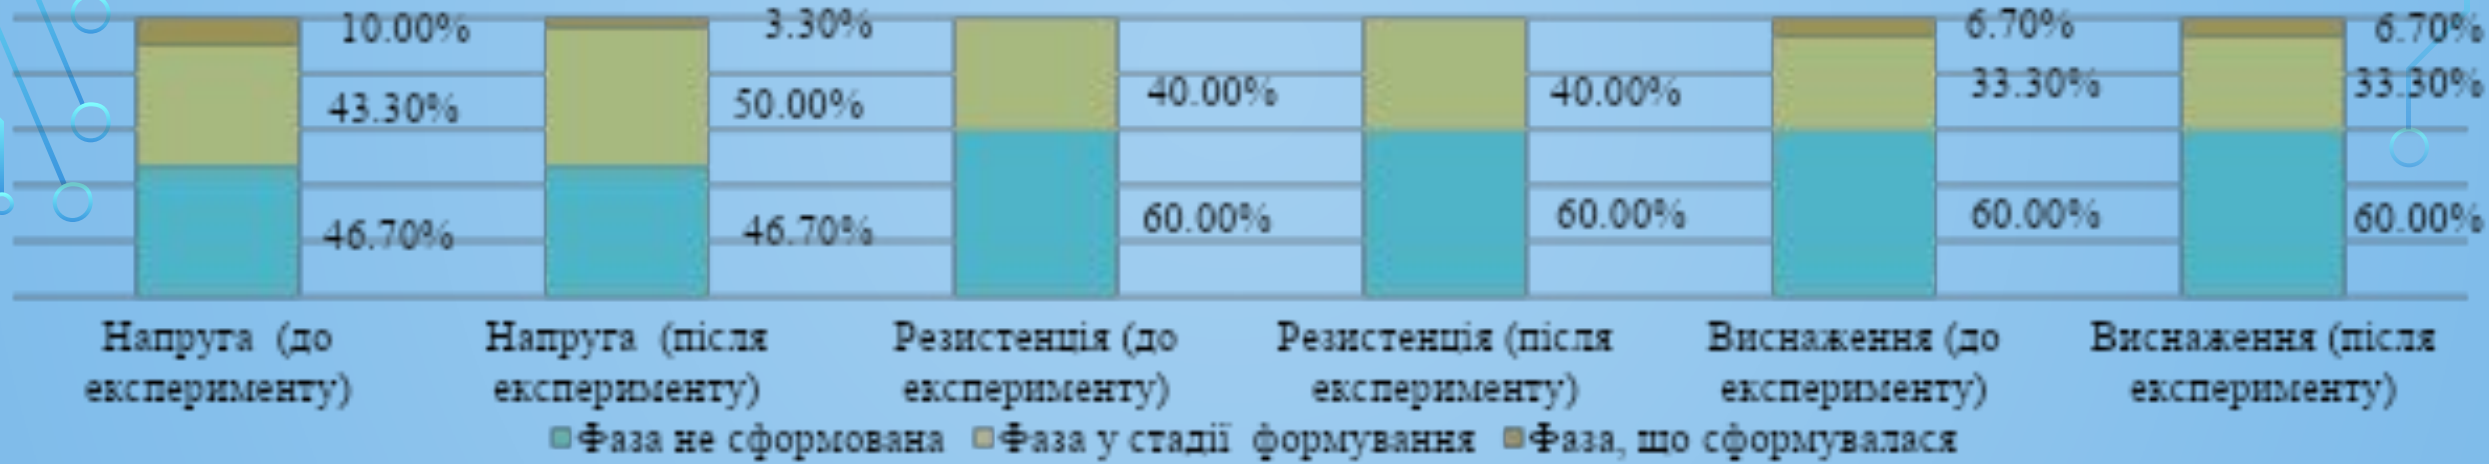 10.00%
3.30%
6.70%
6.70%
43.30%
50.00%
40.00%
40.00%
33.30%
33.30%
46.70%
46.70%
60.00%
60.00%
60.00%
60.00%
Напруга (до експерименту)
Напруга (після експерименту)
Резистенція (до експерименту)
Резистенція (після експерименту)
Виснаження (до експерименту)
Виснаження (після експерименту)
Фаза не сформована
Фаза у стадії формування
Фаза, що сформувалася